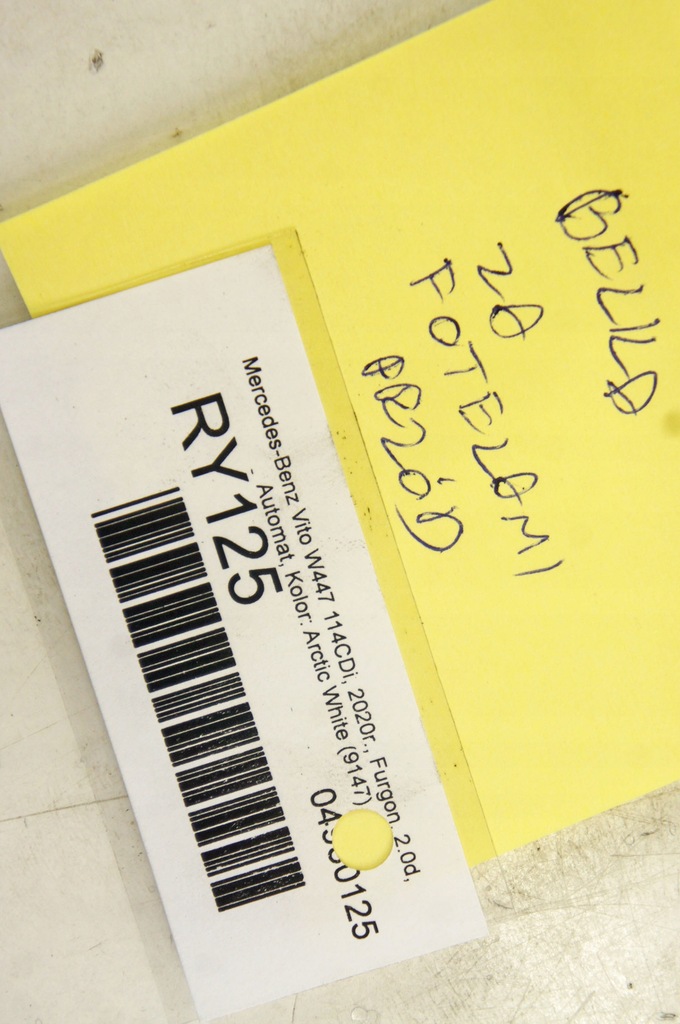 BELKA
ZA
FOTELAMI
PRZÓD
Mercedes-Benz Vito W447 114CDi, 2020r., Furgon, 2.0d,
Automat, Kolor: Arctic White (9147)
RY125